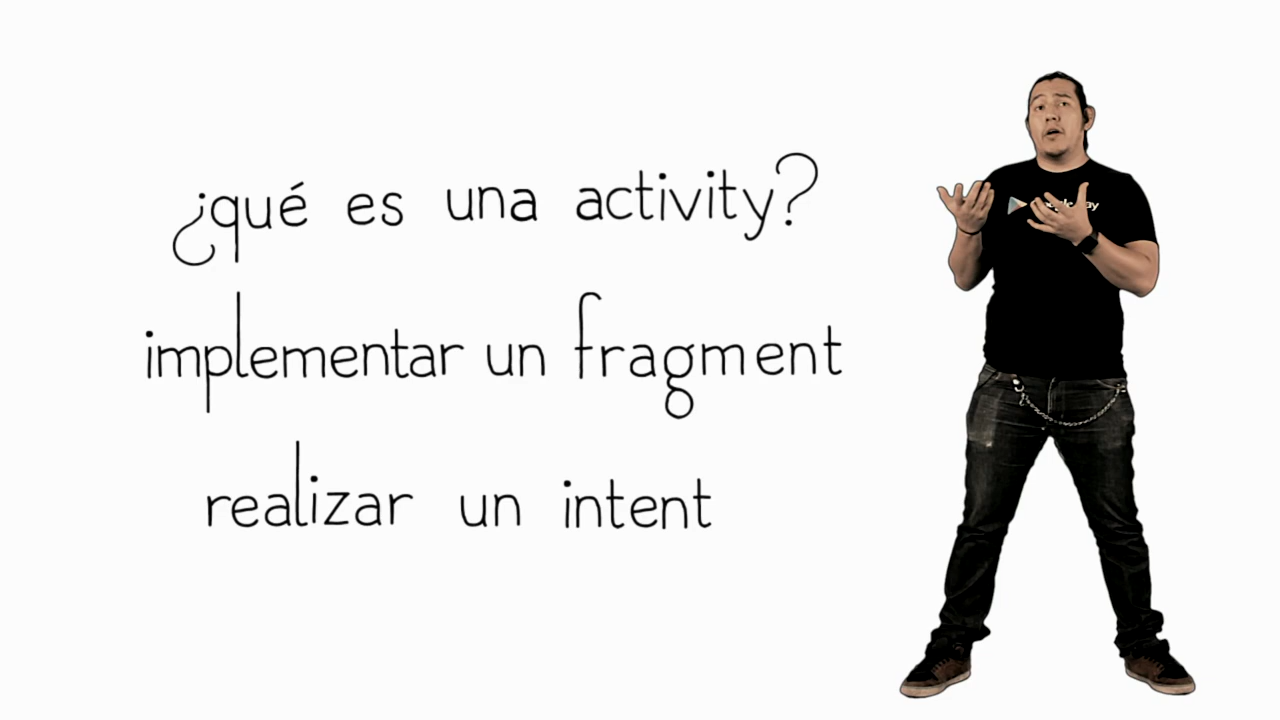 ¿qué es una activity?
implementar un fragment
realizar un intent